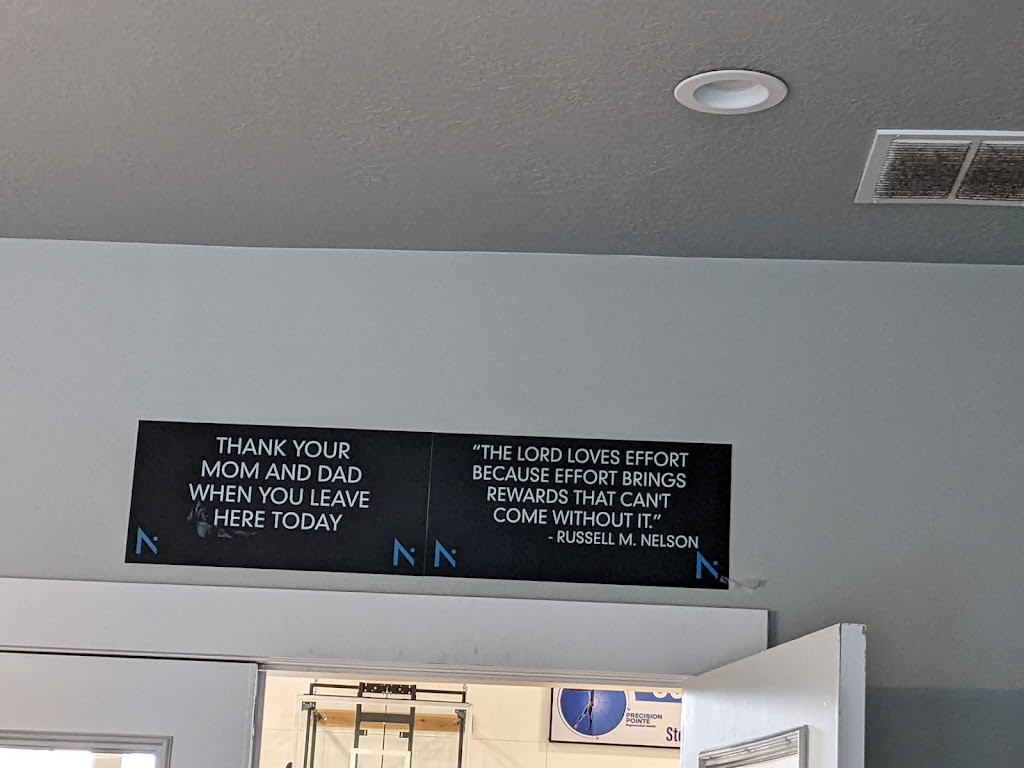 THANK YOUR
MOM AND DAD
WHEN YOU LEAVE
HERE TODAY
“THE LORD LOVES EFFORT
BECAUSE EFFORT BRINGS
REWARDS THAT CAN'T
COME WITHOUT IT.”
- RUSSELL M. NELSON
PRECISION
POINTE